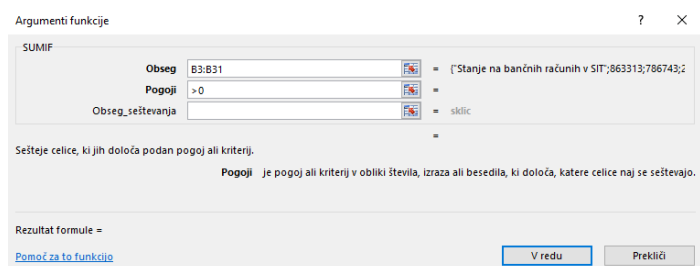 Argumenti funkcije ? ×
SUMIF
Obseg B3:B31 = {"Stanje na bančnih računih v SIT";863313;786743;2
Pogoji >0 =
Obseg_seštevanja = sklic
=
Sešteje celice, ki jih določa podan pogoj ali kriterij.
Pogoji je pogoj ali kriterij v obliki števila, izraza ali besedila, ki določa, katere celice naj se seštevajo.
Rezultat formule =
Pomoč za to funkcijo V redu Prekliči